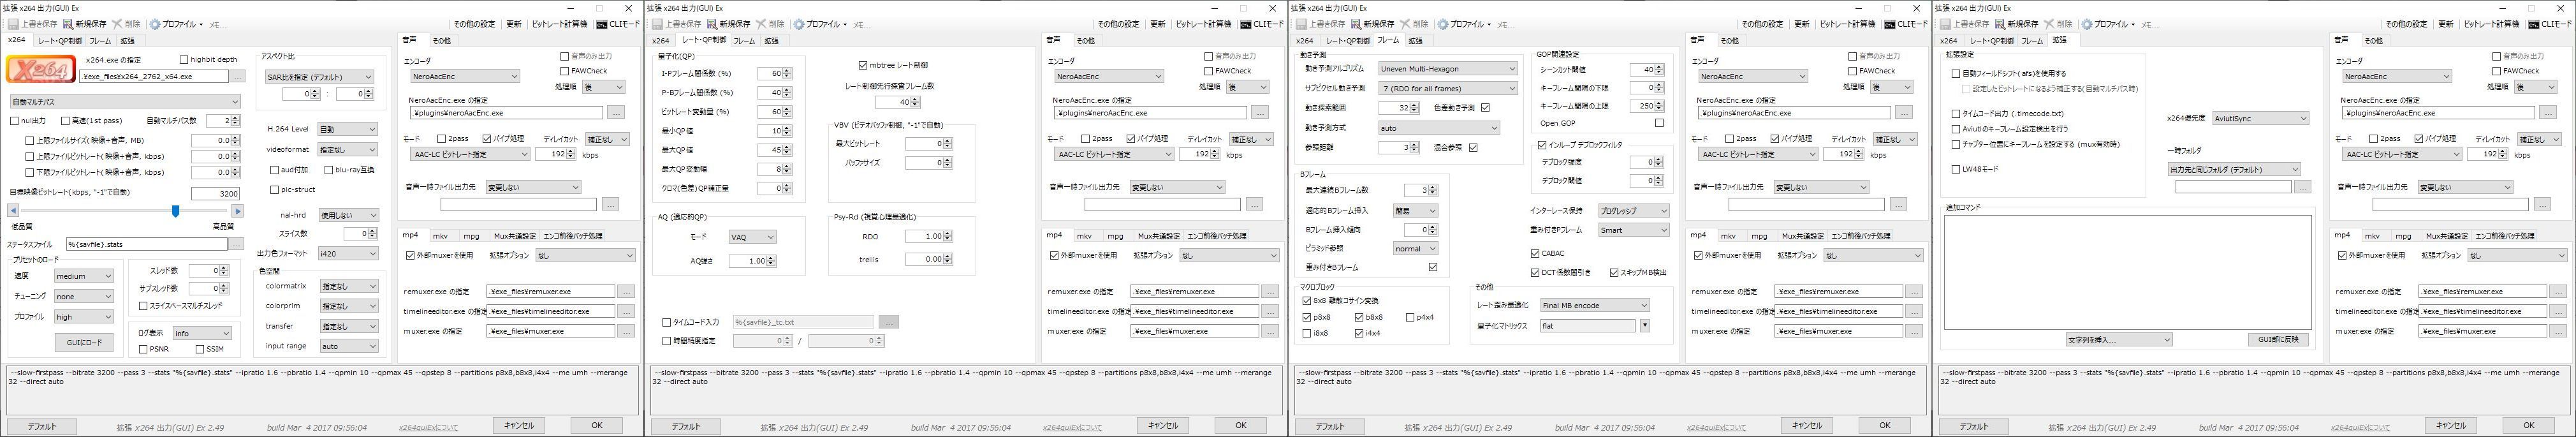 拡張 x264 出力(GUI) Ex
上書き保存 新規保存 削除 プロファイル メモ...
その他の設定 更新 ビットレート計算機 CLIモード
x264 レート・QP制御 フレーム 拡張
x264
x264.exe の指定 highbit depth
.¥exe_files¥x264_2762_x64.exe ...
自動マルチパス
nul出力 高速(1st pass) 自動マルチパス数 2
上限ファイルサイズ(映像+音声, MB) 0.0
上限ファイルビットレート(映像+音声, kbps) 0.0
下限ファイルビットレート(映像+音声, kbps) 0.0
目標映像ビットレート(kbps, "-1"で自動) 3200
低品質 高品質
ステータスファイル %{savfile}.stats ...
プリセットのロード
速度 medium
チューニング none
プロファイル high
GUIにロード
スレッド数 0
サブスレッド数 0
スライスベースマルチスレッド
ログ表示 info
PSNR SSIM
アスペクト比
SAR比を指定 (デフォルト)
0 : 0
H.264 Level 自動
videoformat 指定なし
aud付加 blu-ray互換
pic-struct
nal-hrd 使用しない
スライス数 0
出力色フォーマット i420
色空間
colormatrix 指定なし
colorprim 指定なし
transfer 指定なし
input range auto
音声 その他
エンコーダ 音声のみ出力
NeroAacEnc FAWCheck
処理順 後
NeroAacEnc.exe の指定
.¥plugins¥neroAacEnc.exe ...
モード 2pass パイプ処理 ディレイカット 補正なし
AAC-LC ビットレート指定 192 kbps
音声一時ファイル出力先 変更しない
...
mp4 mkv mpg Mux共通設定 エンコ前後バッチ処理
外部muxerを使用 拡張オプション なし
remuxer.exe の指定 .¥exe_files¥remuxer.exe ...
timelineeditor.exe の指定 .¥exe_files¥timelineeditor.exe ...
muxer.exe の指定 .¥exe_files¥muxer.exe ...
--slow-firstpass --bitrate 3200 --pass 3 --stats "%{savfile}.stats" --ipratio 1.6 --pbratio 1.4 --qpmin 10 --qpmax 45 --qpstep 8 --partitions p8x8,b8x8,i4x4 --me umh --merange
32 --direct auto
デフォルト 拡張 x264 出力(GUI) Ex 2.49 build Mar 4 2017 09:56:04 x264guiExについて キャンセル OK
拡張 x264 出力(GUI) Ex
上書き保存 新規保存 削除 プロファイル メモ...
その他の設定 更新 ビットレート計算機 CLIモード
x264 レート・QP制御 フレーム 拡張
量子化(QP)
I-Pフレーム間係数 (%) 60
P-Bフレーム間係数 (%) 40
ビットレート変動量 (%) 60
最小QP値 10
最大QP値 45
最大QP変動幅 8
クロマ(色差)QP補正量 0
AQ (適応的QP)
モード VAQ
AQ強さ 1.00
タイムコード入力 %{savfile}_tc.txt ...
時間精度指定 0 / 0
mbtree レート制御
レート制御先行探査フレーム数
40
VBV (ビデオバッファ制御, "-1"で自動)
最大ビットレート 0
バッファサイズ 0
Psy-Rd (視覚心理最適化)
RDO 1.00
trellis 0.00
音声 その他
エンコーダ 音声のみ出力
NeroAacEnc FAWCheck
処理順 後
NeroAacEnc.exe の指定
.¥plugins¥neroAacEnc.exe ...
モード 2pass パイプ処理 ディレイカット 補正なし
AAC-LC ビットレート指定 192 kbps
音声一時ファイル出力先 変更しない
...
mp4 mkv mpg Mux共通設定 エンコ前後バッチ処理
外部muxerを使用 拡張オプション なし
remuxer.exe の指定 .¥exe_files¥remuxer.exe ...
timelineeditor.exe の指定 .¥exe_files¥timelineeditor.exe ...
muxer.exe の指定 .¥exe_files¥muxer.exe ...
--slow-firstpass --bitrate 3200 --pass 3 --stats "%{savfile}.stats" --ipratio 1.6 --pbratio 1.4 --qpmin 10 --qpmax 45 --qpstep 8 --partitions p8x8,b8x8,i4x4 --me umh --merange
32 --direct auto
デフォルト 拡張 x264 出力(GUI) Ex 2.49 build Mar 4 2017 09:56:04 x264guiExについて キャンセル OK
拡張 x264 出力(GUI) Ex
上書き保存 新規保存 削除 プロファイル メモ...
その他の設定 更新 ビットレート計算機 CLIモード
x264 レート・QP制御 フレーム 拡張
動き予測
動き予測アルゴリズム Uneven Multi-Hexagon
サブピクセル動き予測 7 (RDO for all frames)
動き探索範囲 32 色差動き予測
動き予測方式 auto
参照距離 3 混合参照
Bフレーム
最大連続Bフレーム数 3
適応的Bフレーム挿入 簡易
Bフレーム挿入傾向 0
ピラミッド参照 normal
重み付きBフレーム
マクロブロック
8x8 離散コサイン変換
p8x8 b8x8 p4x4
i8x8 i4x4
GOP関連設定
シーンカット閾値 40
キーフレーム間隔の下限 0
キーフレーム間隔の上限 250
Open GOP
インループ デブロックフィルタ
デブロック強度 0
デブロック閾値 0
インターレース保持 プログレッシブ
重み付きPフレーム Smart
CABAC
DCT係数間引き スキップMB検出
その他
レート歪み最適化 Final MB encode
量子化マトリックス flat
音声 その他
エンコーダ 音声のみ出力
NeroAacEnc FAWCheck
処理順 後
NeroAacEnc.exe の指定
.¥plugins¥neroAacEnc.exe ...
モード 2pass パイプ処理 ディレイカット 補正なし
AAC-LC ビットレート指定 192 kbps
音声一時ファイル出力先 変更しない
...
mp4 mkv mpg Mux共通設定 エンコ前後バッチ処理
外部muxerを使用 拡張オプション なし
remuxer.exe の指定 .¥exe_files¥remuxer.exe ...
timelineeditor.exe の指定 .¥exe_files¥timelineeditor.exe ...
muxer.exe の指定 .¥exe_files¥muxer.exe ...
--slow-firstpass --bitrate 3200 --pass 3 --stats "%{savfile}.stats" --ipratio 1.6 --pbratio 1.4 --qpmin 10 --qpmax 45 --qpstep 8 --partitions p8x8,b8x8,i4x4 --me umh --merange
32 --direct auto
デフォルト 拡張 x264 出力(GUI) Ex 2.49 build Mar 4 2017 09:56:04 x264guiExについて キャンセル OK
拡張 x264 出力(GUI) Ex
上書き保存 新規保存 削除 プロファイル メモ...
その他の設定 更新 ビットレート計算機 CLIモード
x264 レート・QP制御 フレーム 拡張
拡張設定
自動フィールドシフト(afs)を使用する
設定したビットレートになるよう補正する(自動マルチパス時)
タイムコード出力 (.timecode.txt)
Aviutlのキーフレーム設定検出を行う
チャプター位置にキーフレームを設定する (mux有効時)
LW48モード
x264優先度 AviutlSync
一時フォルダ
出力先と同じフォルダ (デフォルト)
...
追加コマンド
文字列を挿入... GUI部に反映
音声 その他
エンコーダ 音声のみ出力
NeroAacEnc FAWCheck
処理順 後
NeroAacEnc.exe の指定
.¥plugins¥neroAacEnc.exe ...
モード 2pass パイプ処理 ディレイカット 補正なし
AAC-LC ビットレート指定 192 kbps
音声一時ファイル出力先 変更しない
...
mp4 mkv mpg Mux共通設定 エンコ前後バッチ処理
外部muxerを使用 拡張オプション なし
remuxer.exe の指定 .¥exe_files¥remuxer.exe ...
timelineeditor.exe の指定 .¥exe_files¥timelineeditor.exe ...
muxer.exe の指定 .¥exe_files¥muxer.exe ...
--slow-firstpass --bitrate 3200 --pass 3 --stats "%{savfile}.stats" --ipratio 1.6 --pbratio 1.4 --qpmin 10 --qpmax 45 --qpstep 8 --partitions p8x8,b8x8,i4x4 --me umh --merange
32 --direct auto
デフォルト 拡張 x264 出力(GUI) Ex 2.49 build Mar 4 2017 09:56:04 x264guiExについて キャンセル OK